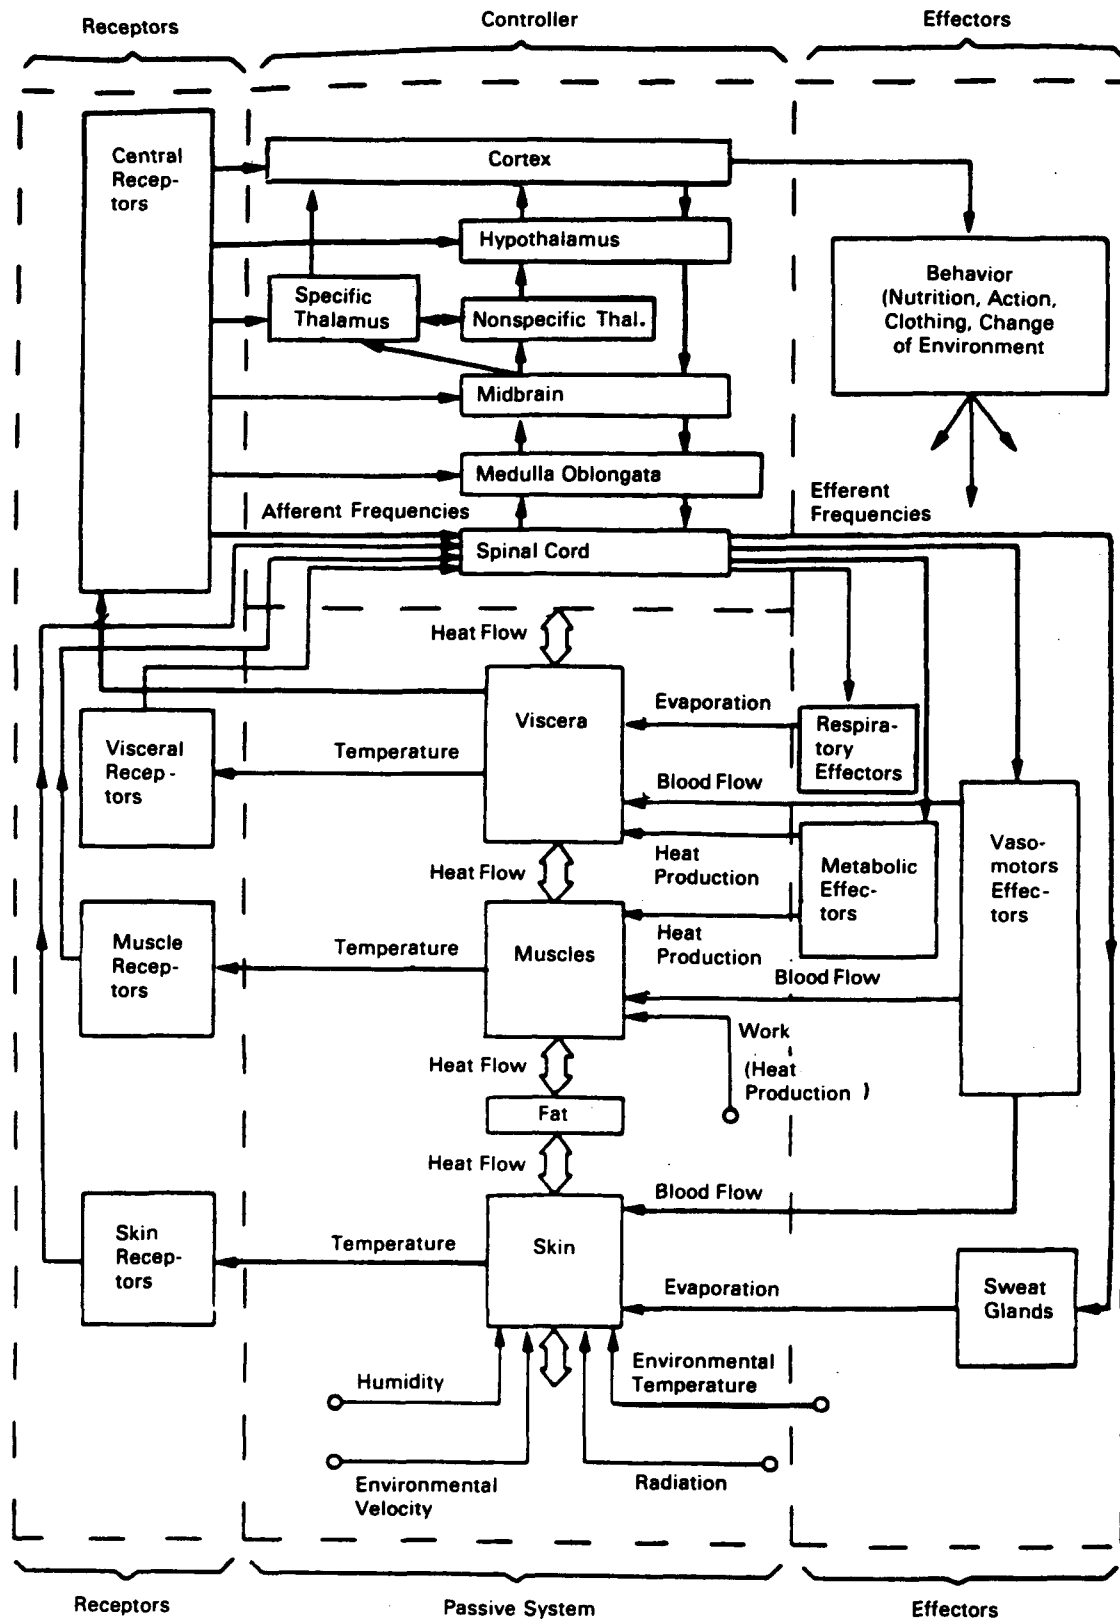 Receptors
Controller
Effectors
Central
Recep-
tors
Cortex
Hypothalamus
Specific
Thalamus
Nonspecific Thal.
Midbrain
Medulla Oblongata
Afferent Frequencies
Spinal Cord
Behavior
(Nutrition, Action,
Clothing, Change
of Environment
Efferent
Frequencies
Heat Flow
Viscera
Evaporation
Respira-
tory
Effectors
Visceral
Recep-
tors
Temperature
Blood Flow
Heat
Production
Metabolic
Effec-
tors
Vaso-
motors
Effec-
tors
Heat Flow
Muscle
Recep-
tors
Temperature
Muscles
Heat
Production
Blood Flow
Work
(Heat
Production )
Heat Flow
Fat
Heat Flow
Blood Flow
Skin
Recep-
tors
Temperature
Skin
Evaporation
Sweat
Glands
Humidity
Environmental
Temperature
Environmental
Velocity
Radiation
Receptors
Passive System
Effectors